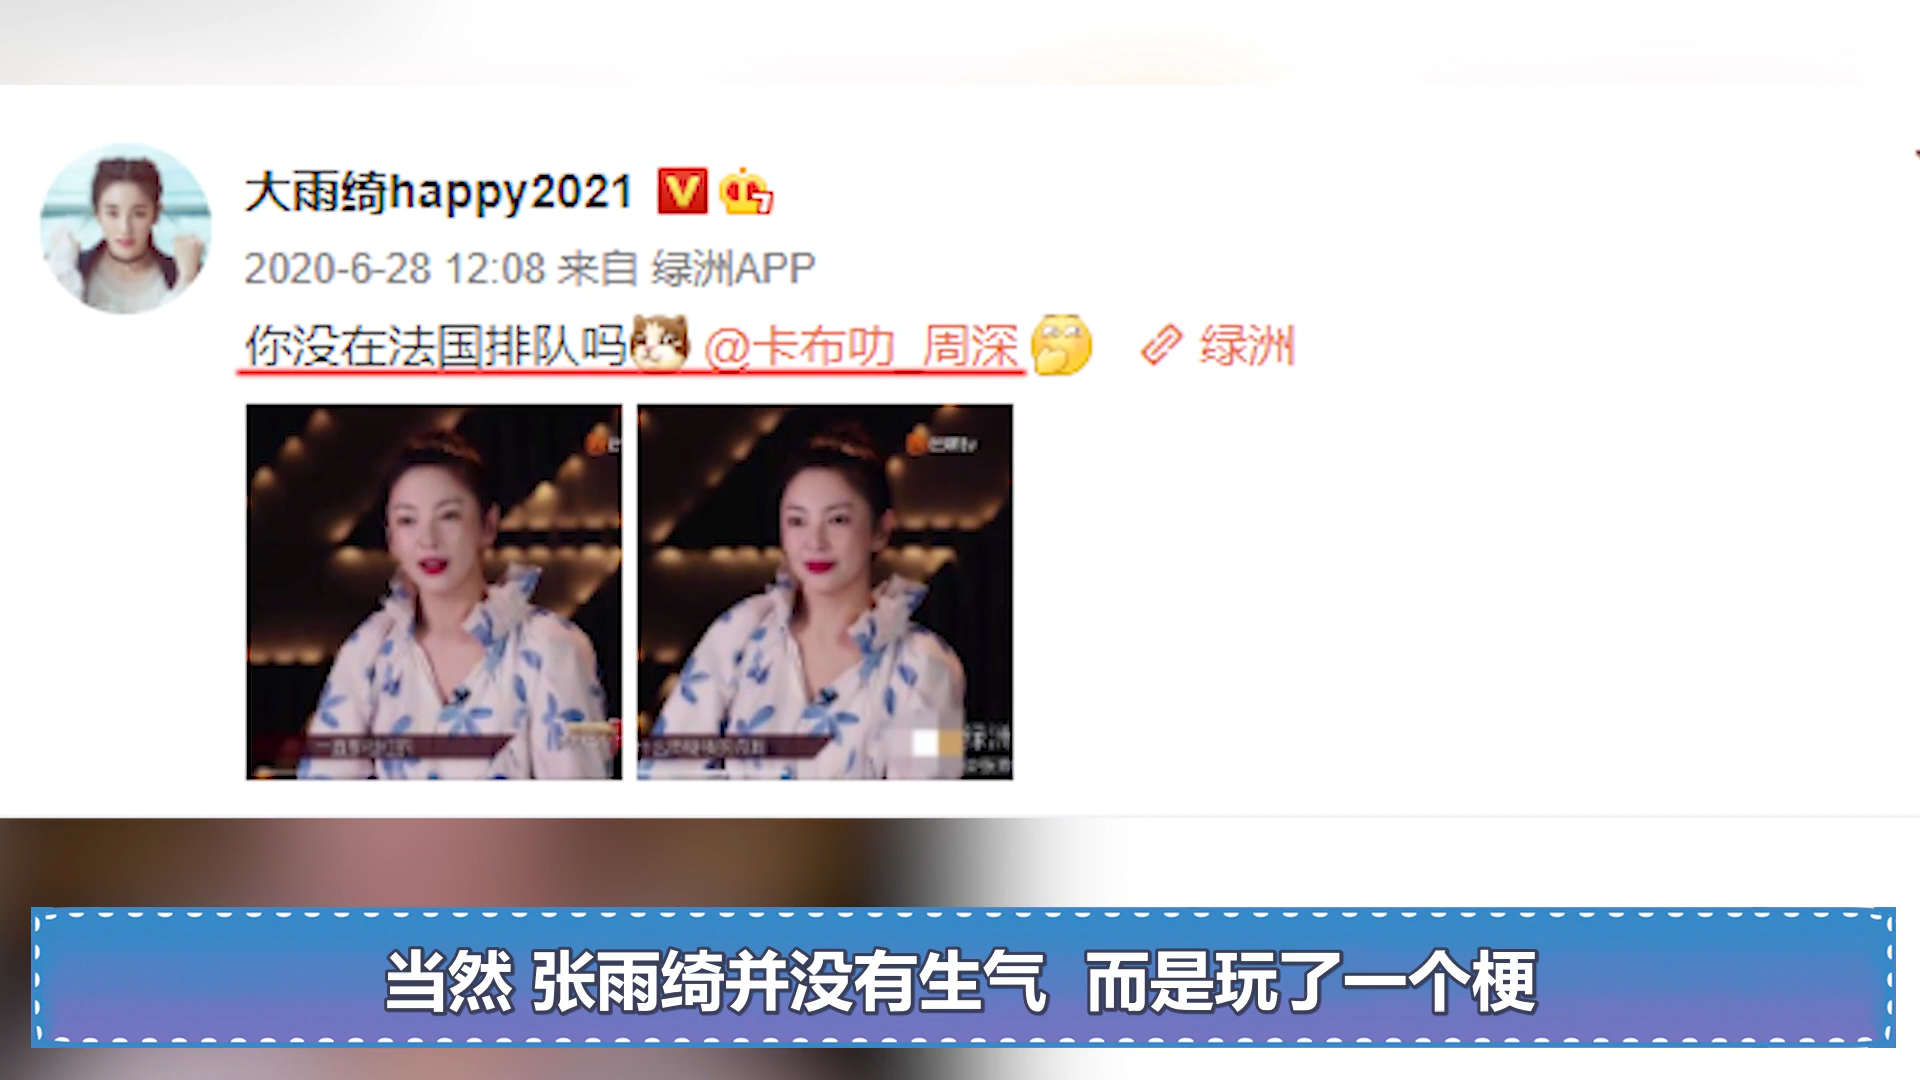 大雨绮happy2021
2020-6-28 12:08 来自 绿洲APP
你没在法国排队吗 @卡布叻_周深 绿洲
当然 张雨绮并没有生气 而是玩了一个梗